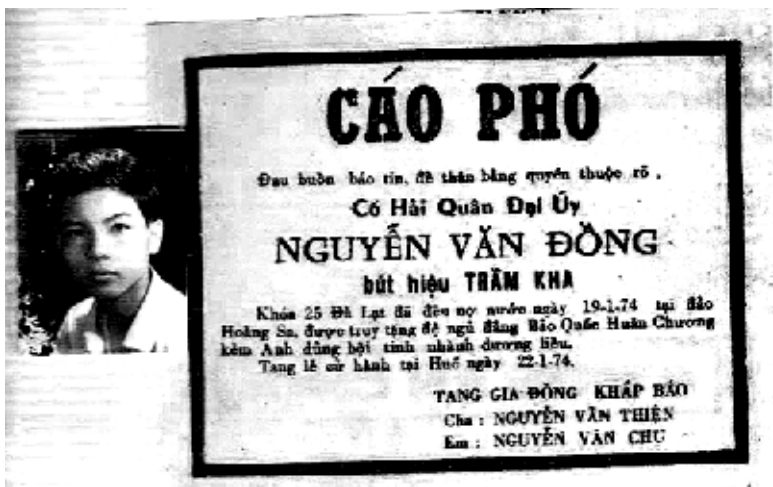 CÁO PHÓ
Đau buồn báo tin, để thân bằng quyến thuộc rõ.
Cố Hải Quân Đại Úy
NGUYỄN VĂN ĐỒNG
bút hiệu TRẦM KHA
Khóa 25 Đà Lạt đã đền nợ nước ngày 19-1-74 tại đảo
Hoàng Sa, được truy tặng đệ ngũ đẳng Bảo Quốc Huân Chương
kèm Anh dũng bội tinh nhành dương liễu.
Tang lễ cử hành tại Huế ngày 22-1-74.
TANG GIA ĐỒNG KHẤP BÁO
Cha : NGUYỄN VĂN THIỆN
Em : NGUYỄN VĂN CHU